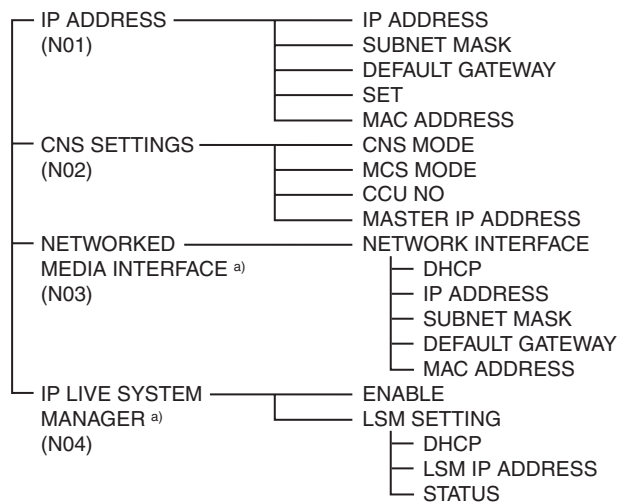 IP ADDRESS
(N01)
IP ADDRESS
SUBNET MASK
DEFAULT GATEWAY
SET
MAC ADDRESS
CNS SETTINGS
(N02)
CNS MODE
MCS MODE
CCU NO
MASTER IP ADDRESS
NETWORKED
MEDIA INTERFACE a)
(N03)
NETWORK INTERFACE
DHCP
IP ADDRESS
SUBNET MASK
DEFAULT GATEWAY
MAC ADDRESS
IP LIVE SYSTEM
MANAGER a)
(N04)
ENABLE
LSM SETTING
DHCP
LSM IP ADDRESS
STATUS